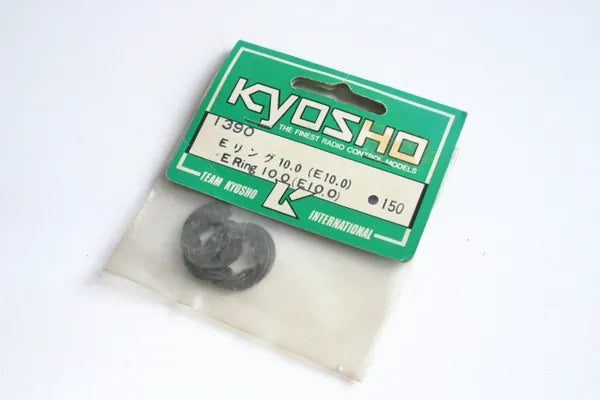 KYOSHO
THE FINEST RADIO CONTROL MODELS
1390
Eリング10.0 (E10.0)
E Ring 10.0 (E10.0)
●150
TEAM KYOSHO K INTERNATIONAL